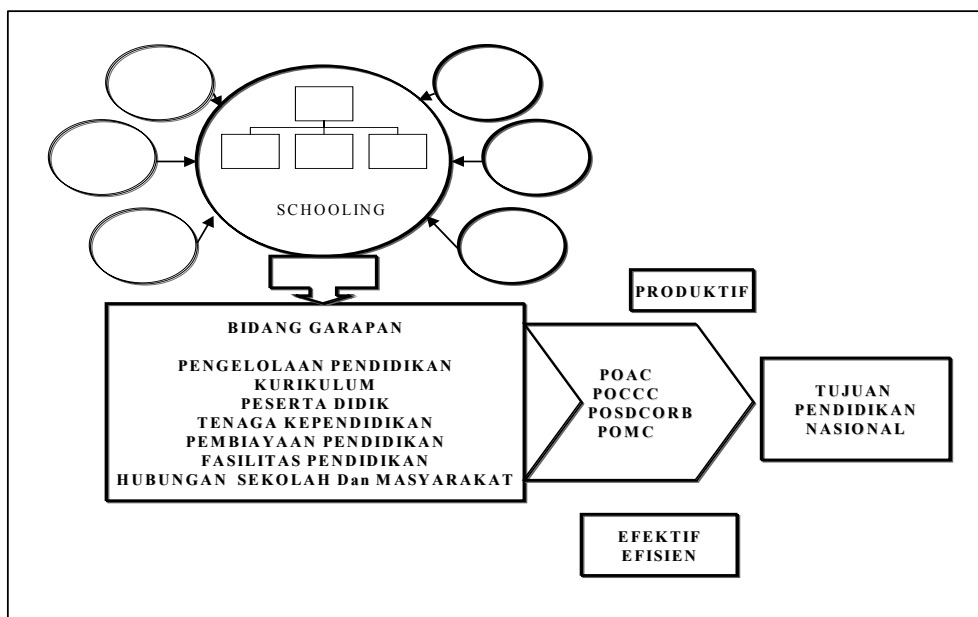 SCHOOLING
PRODUKTIF
BIDANG GARAPAN
PENGELOLAAN PENDIDIKAN
KURIKULUM
PESERTA DIDIK
TENAGA KEPENDIDIKAN
PEMBIAYAAN PENDIDIKAN
FASILITAS PENDIDIKAN
HUBUNGAN SEKOLAH Dan MASYARAKAT
POAC
POCCC
POSDCORB
POMC
TUJUAN
PENDIDIKAN
NASIONAL
EFEKTIF
EFISIEN